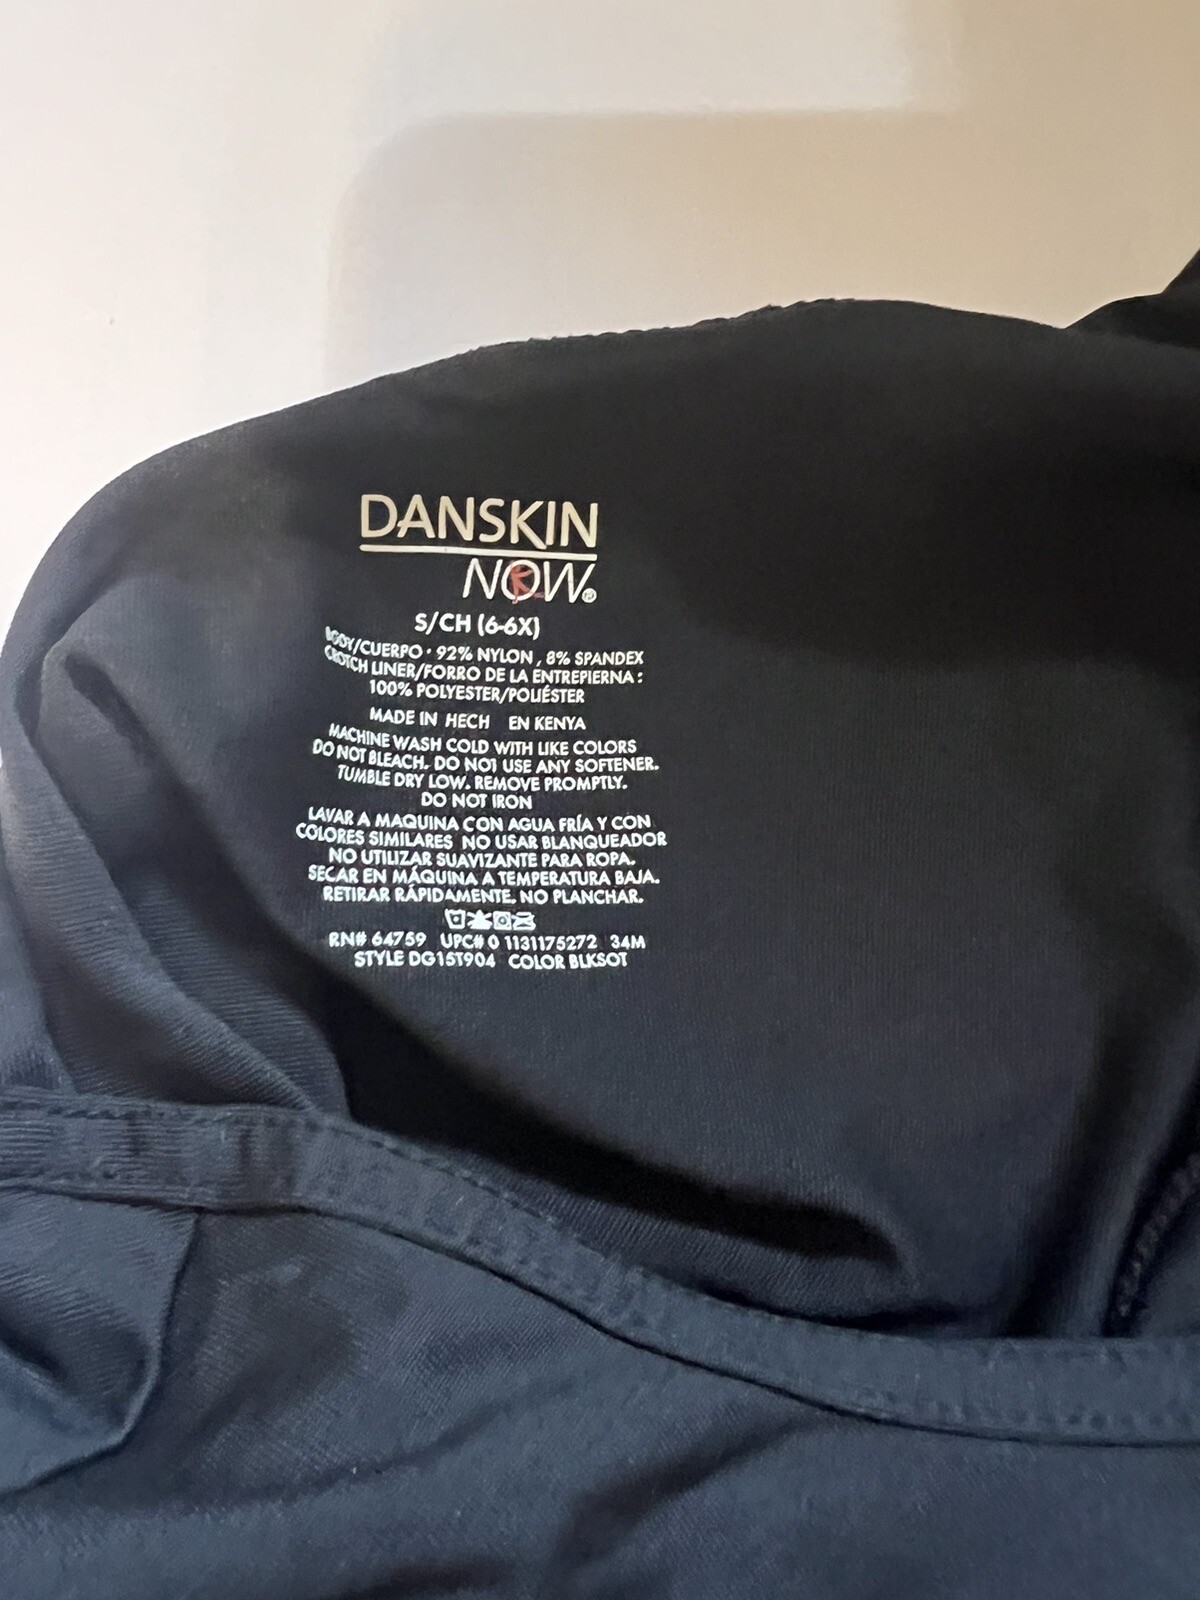 DANSKIN
NOW®
S/CH (6-6X)
BODY/CUERPO · 92% NYLON , 8% SPANDEX
CROTCH LINER/FORRO DE LA ENTREPIERNA :
100% POLYESTER/POLIÉSTER
MADE IN HECH EN KENYA
MACHINE WASH COLD WITH LIKE COLORS
DO NOT BLEACH. DO NOT USE ANY SOFTENER.
TUMBLE DRY LOW. REMOVE PROMPTLY.
DO NOT IRON
LAVAR A MAQUINA CON AGUA FRÍA Y CON
COLORES SIMILARES NO USAR BLANQUEADOR
NO UTILIZAR SUAVIZANTE PARA ROPA.
SECAR EN MÁQUINA A TEMPERATURA BAJA.
RETIRAR RÁPIDAMENTE. NO PLANCHAR.
RN# 64759 UPC# 0 1131175272 34M
STYLE DG15T904 COLOR BLKSOT